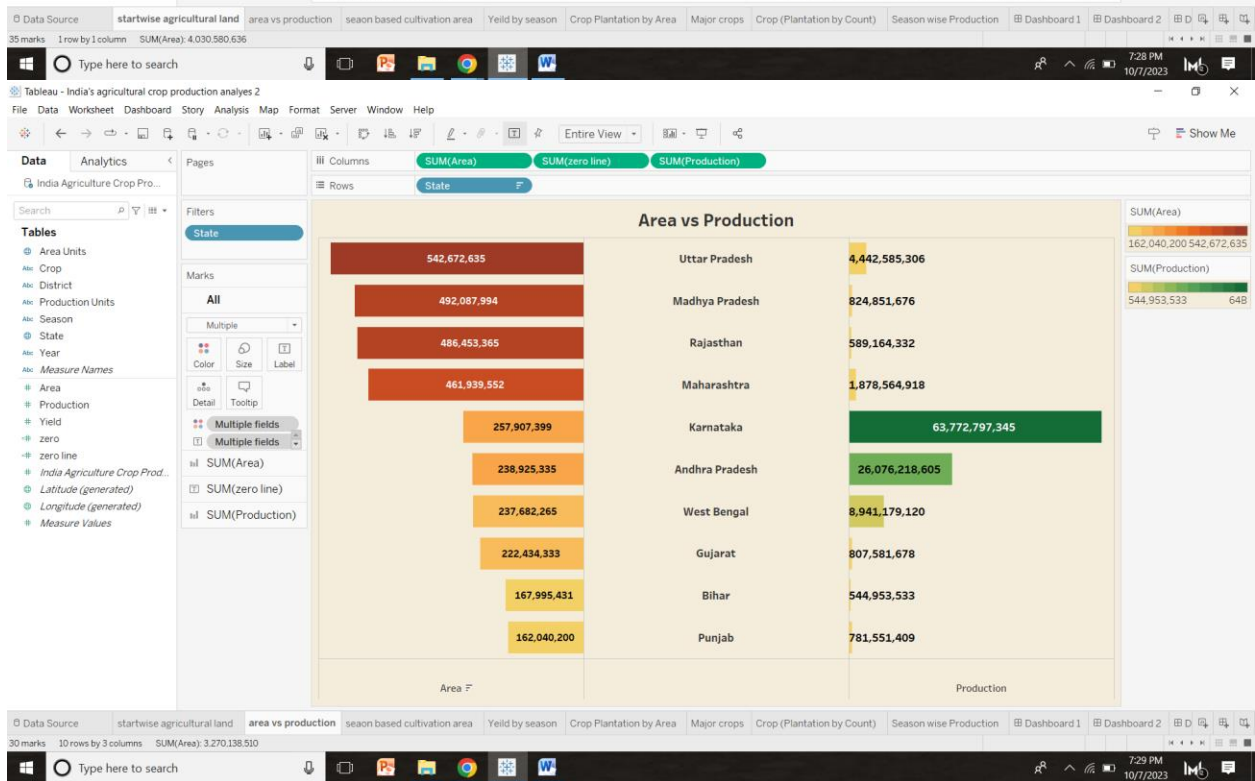 Data Source startwise agricultural land area vs production seaon based cultivation area Yeild by season Crop Plantation by Area Major crops Crop (Plantation by Count) Season wise Production Dashboard 1 Dashboard 2 D
35 marks 1 row by 1 column SUM(Area): 4,030,580,636
Type here to search 7:28 PM
10/7/2023
Tableau - India's agricultural crop production analyes 2
File Data Worksheet Dashboard Story Analysis Map Format Server Window Help
Entire View Show Me
Data Analytics Pages Columns SUM(Area) SUM(zero line) SUM(Production)
India Agriculture Crop Pro... Rows State
Search Filters
Tables State
Area Units
Crop
District
Production Units
Season
State
Year
Measure Names
Area
Production
Yield
zero
zero line
India Agriculture Crop Prod...
Latitude (generated)
Longitude (generated)
Measure Values
Marks
All
Multiple
Color Size Label
Detail Tooltip
Multiple fields
Multiple fields
SUM(Area)
SUM(zero line)
SUM(Production)
Area vs Production
542,672,635 Uttar Pradesh 4,442,585,306
492,087,994 Madhya Pradesh 824,851,676
486,453,365 Rajasthan 589,164,332
461,939,552 Maharashtra 1,878,564,918
257,907,399 Karnataka 63,772,797,345
238,925,335 Andhra Pradesh 26,076,218,605
237,682,265 West Bengal 8,941,179,120
222,434,333 Gujarat 807,581,678
167,995,431 Bihar 544,953,533
162,040,200 Punjab 781,551,409
Area Production
SUM(Area)
162,040,200 542,672,635
SUM(Production)
544,953,533 64B
Data Source startwise agricultural land area vs production seaon based cultivation area Yeild by season Crop Plantation by Area Major crops Crop (Plantation by Count) Season wise Production Dashboard 1 Dashboard 2 D
30 marks 10 rows by 3 columns SUM(Area): 3,270,138,510
Type here to search 7:29 PM
10/7/2023